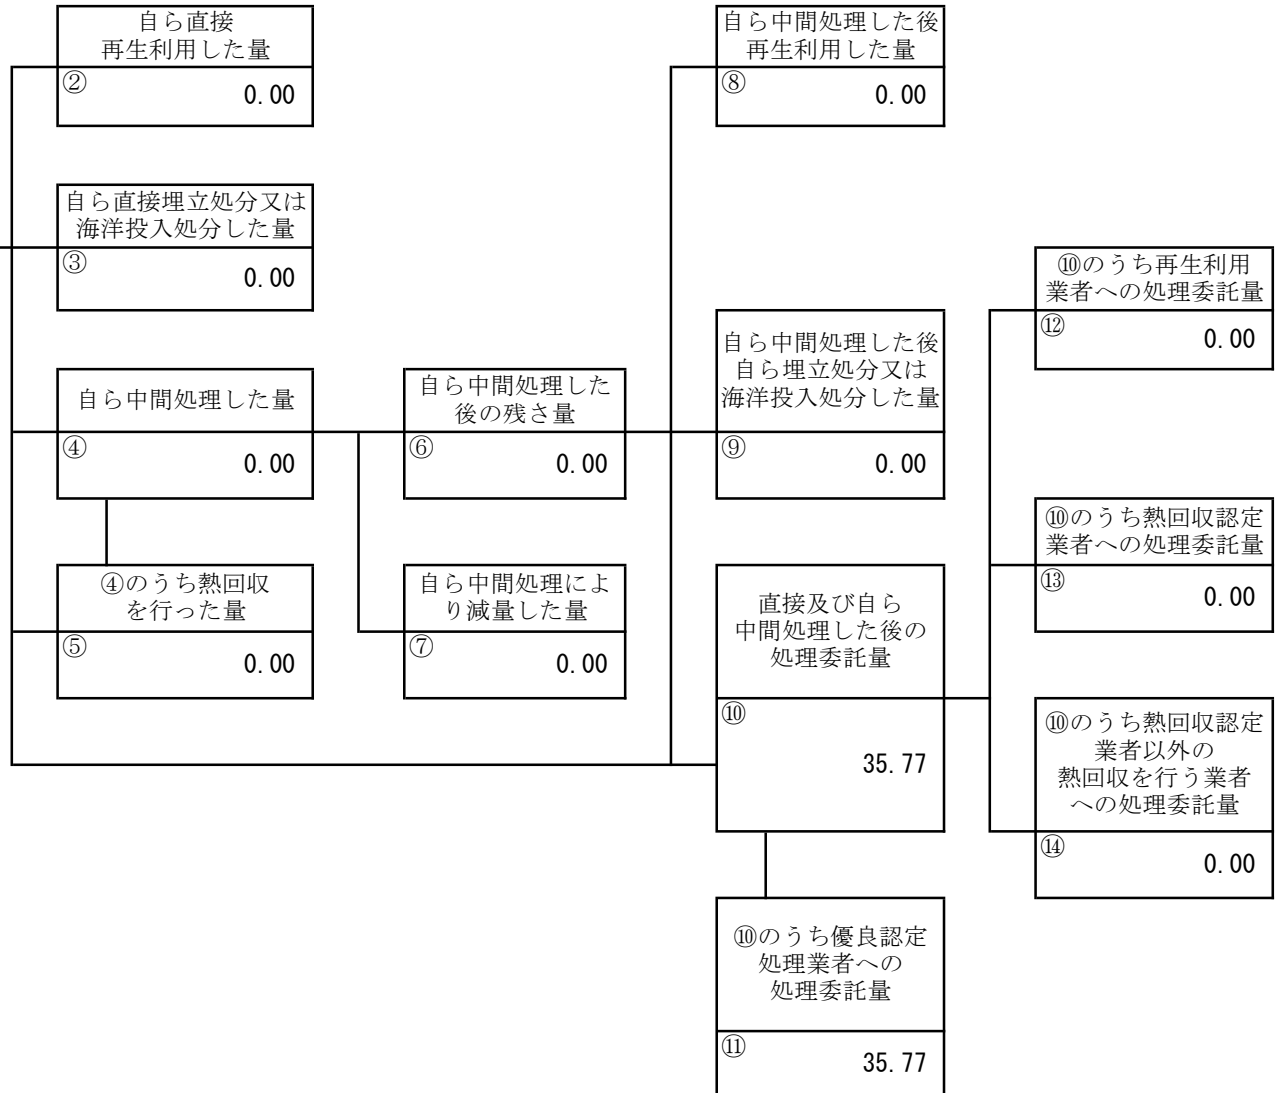 自ら直接
再生利用した量
②
0.00
自ら直接埋立処分又は
海洋投入処分した量
③
0.00
自ら中間処理した量
④
0.00
④のうち熱回収
を行った量
⑤
0.00
自ら中間処理した
後の残さ量
⑥
0.00
自ら中間処理によ
り減量した量
⑦
0.00
自ら中間処理した後
再生利用した量
⑧
0.00
自ら中間処理した後
自ら埋立処分又は
海洋投入処分した量
⑨
0.00
直接及び自ら
中間処理した後の
処理委託量
⑩
35.77
⑩のうち優良認定
処理業者への
処理委託量
⑪
35.77
⑩のうち再生利用
業者への処理委託量
⑫
0.00
⑩のうち熱回収認定
業者への処理委託量
⑬
0.00
⑩のうち熱回収認定
業者以外の
熱回収を行う業者
への処理委託量
⑭
0.00